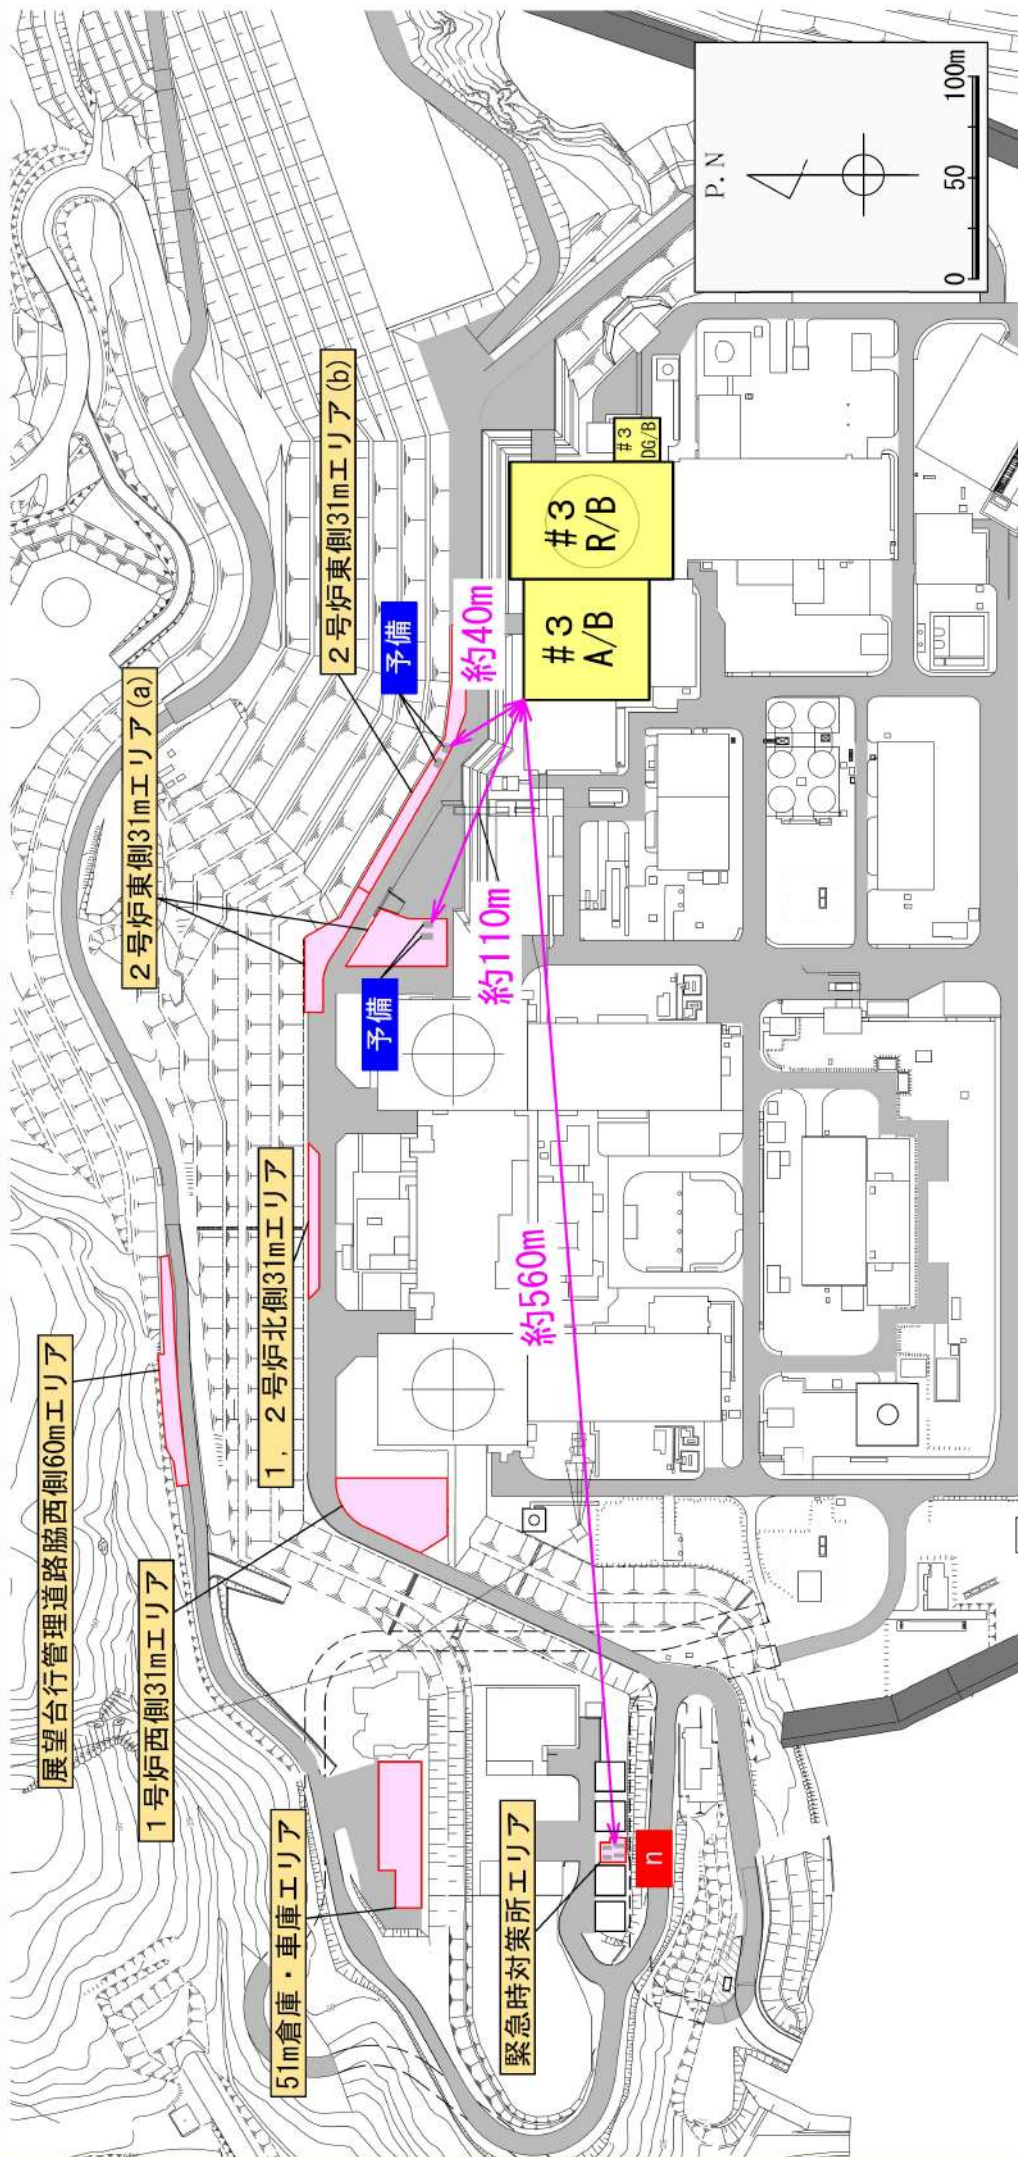 展望台行管理道路脇西側60mエリア
1号炉西側31mエリア
51m倉庫・車庫エリア
1，2号炉北側31mエリア
2号炉東側31mエリア(a)
2号炉東側31mエリア(b)
予備
予備
緊急時対策所エリア
n
約560m
約110m
約40m
#3
A/B
#3
R/B
#3
DG/B
P.N
0 50 100m